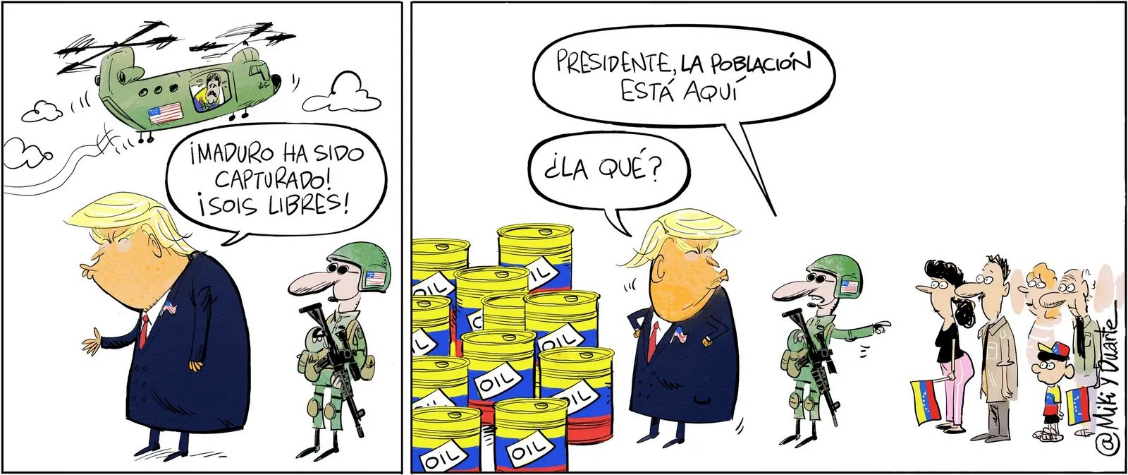 ¡MADURO HA SIDO
CAPTURADO!
¡SOIS LIBRES!
PRESIDENTE, LA POBLACIÓN
ESTÁ AQUÍ
¿LA QUÉ?
OIL
OIL
OIL
OIL
OIL
OIL
OIL
OIL
@Miki Y Duarte